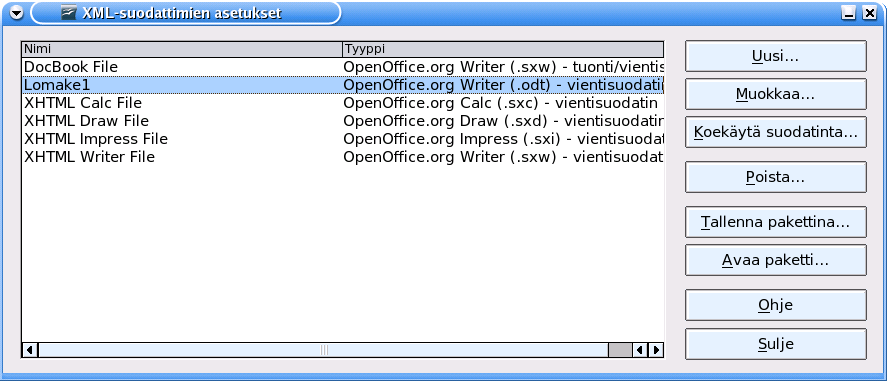 XML-suodattimien asetukset
Nimi Tyyppi
DocBook File OpenOffice.org Writer (.sxw) - tuonti/vientis
Lomake1 OpenOffice.org Writer (.odt) - vientisuodatin
XHTML Calc File OpenOffice.org Calc (.sxc) - vientisuodatin
XHTML Draw File OpenOffice.org Draw (.sxd) - vientisuodatin
XHTML Impress File OpenOffice.org Impress (.sxi) - vientisuodat
XHTML Writer File OpenOffice.org Writer (.sxw) - vientisuodat
Uusi...
Muokkaa...
Koekäytä suodatinta...
Poista...
Tallenna pakettina...
Avaa paketti...
Ohje
Sulje